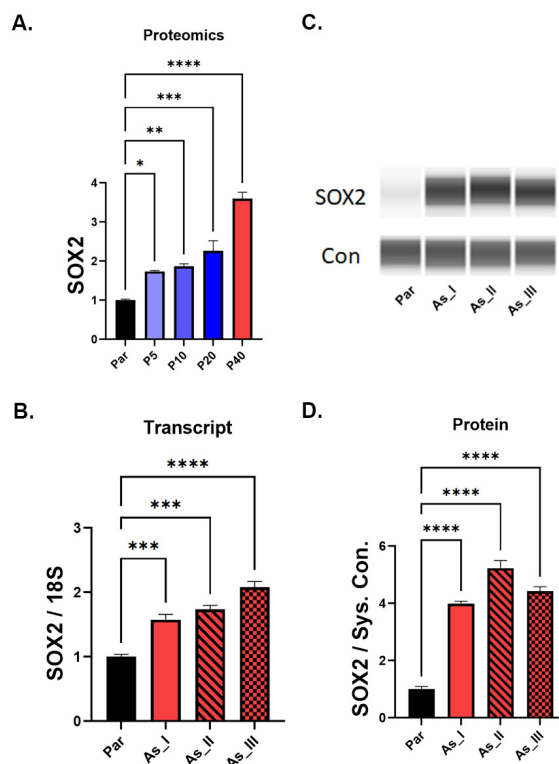 A.
Proteomics
****
***
**
*
SOX2
4
3
2
1
0
Par P5 P10 P20 P40
C.
SOX2
Con
Par As_I As_II As_III
B.
Transcript
****
***
***
SOX2 / 18S
3
2
1
0
Par As_I As_II As_III
D.
Protein
****
****
****
SOX2 / Sys. Con.
6
4
2
0
Par As_I As_II As_III